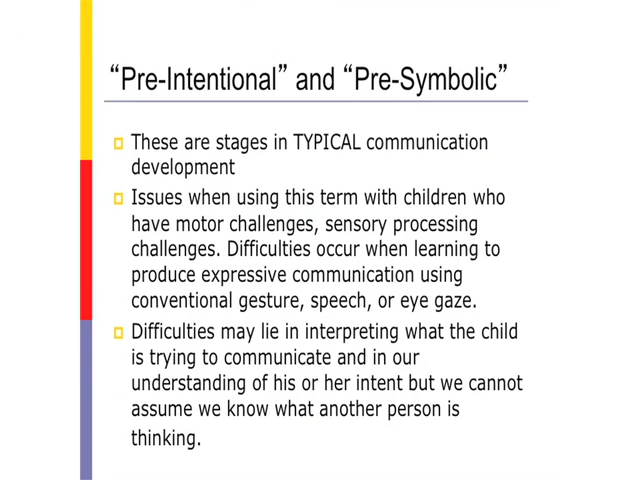 “Pre-Intentional” and “Pre-Symbolic”
These are stages in TYPICAL communication
development
Issues when using this term with children who
have motor challenges, sensory processing
challenges. Difficulties occur when learning to
produce expressive communication using
conventional gesture, speech, or eye gaze.
Difficulties may lie in interpreting what the child
is trying to communicate and in our
understanding of his or her intent but we cannot
assume we know what another person is
thinking.